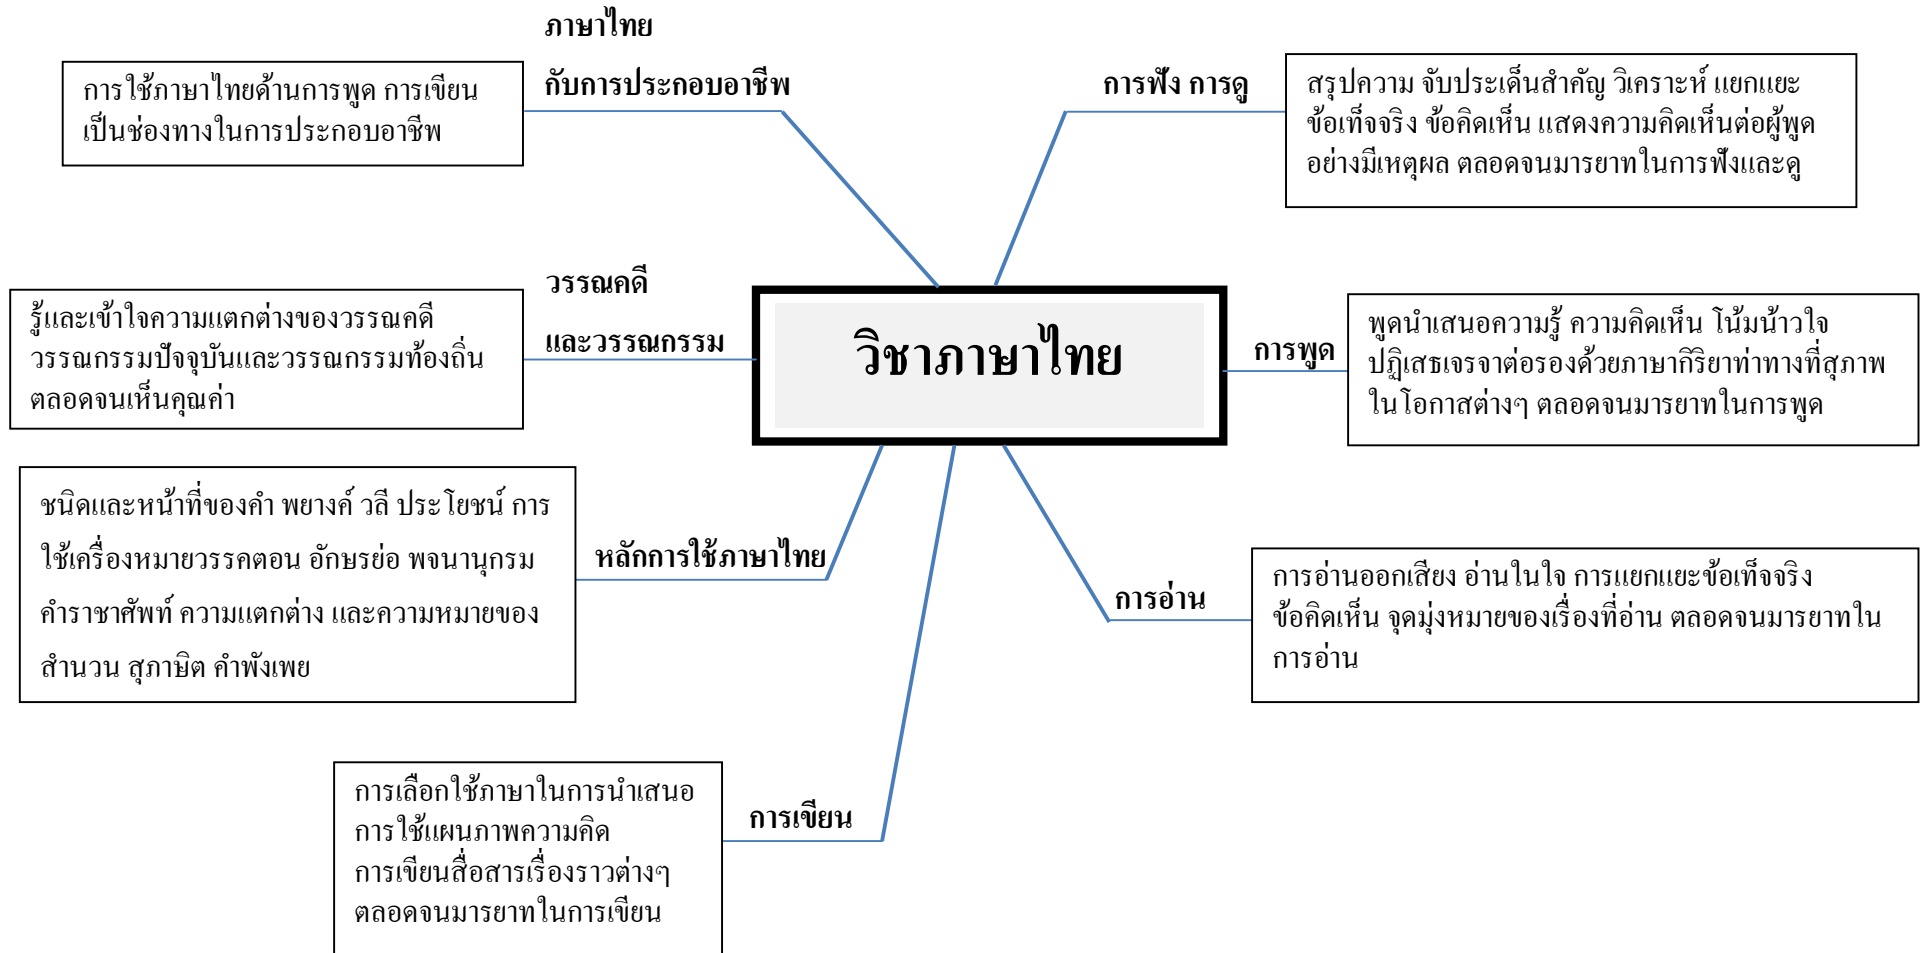 วิชาภาษาไทย
ภาษาไทย
กับการประกอบอาชีพ
การใช้ภาษาไทยด้านการพูด การเขียน
เป็นช่องทางในการประกอบอาชีพ
การฟัง การดู
สรุปความ จับประเด็นสำคัญ วิเคราะห์ แยกแยะ
ข้อเท็จจริง ข้อคิดเห็น แสดงความคิดเห็นต่อผู้พูด
อย่างมีเหตุผล ตลอดจนมารยาทในการฟังและดู
วรรณคดี
และวรรณกรรม
รู้และเข้าใจความแตกต่างของวรรณคดี
วรรณกรรมปัจจุบันและวรรณกรรมท้องถิ่น
ตลอดจนเห็นคุณค่า
การพูด
พูดนำเสนอความรู้ ความคิดเห็น โน้มน้าวใจ
ปฏิเสธเจรจาต่อรองด้วยภาษากิริยาท่าทางที่สุภาพ
ในโอกาสต่างๆ ตลอดจนมารยาทในการพูด
หลักการใช้ภาษาไทย
ชนิดและหน้าที่ของคำ พยางค์ วลี ประโยชน์ การ
ใช้เครื่องหมายวรรคตอน อักษรย่อ พจนานุกรม
คำราชาศัพท์ ความแตกต่าง และความหมายของ
สำนวน สุภาษิต คำพังเพย
การอ่าน
การอ่านออกเสียง อ่านในใจ การแยกแยะข้อเท็จจริง
ข้อคิดเห็น จุดมุ่งหมายของเรื่องที่อ่าน ตลอดจนมารยาทใน
การอ่าน
การเขียน
การเลือกใช้ภาษาในการนำเสนอ
การใช้แผนภาพความคิด
การเขียนสื่อสารเรื่องราวต่างๆ
ตลอดจนมารยาทในการเขียน